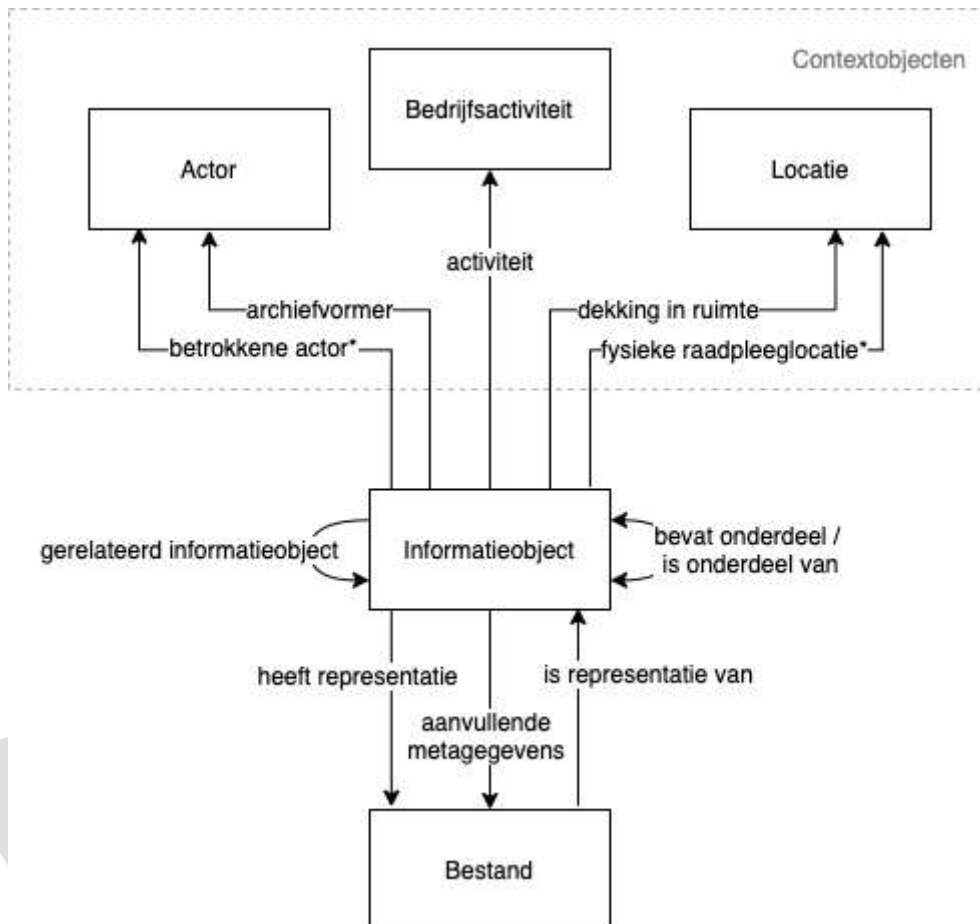 Contextobjecten
Bedrijfsactiviteit
Actor
Locatie
activiteit
archiefvormer
dekking in ruimte
betrokkene actor*
fysieke raadpleeglocatie*
gerelateerd informatieobject
Informatieobject
bevat onderdeel /
is onderdeel van
heeft representatie
is representatie van
aanvullende
metagegevens
Bestand